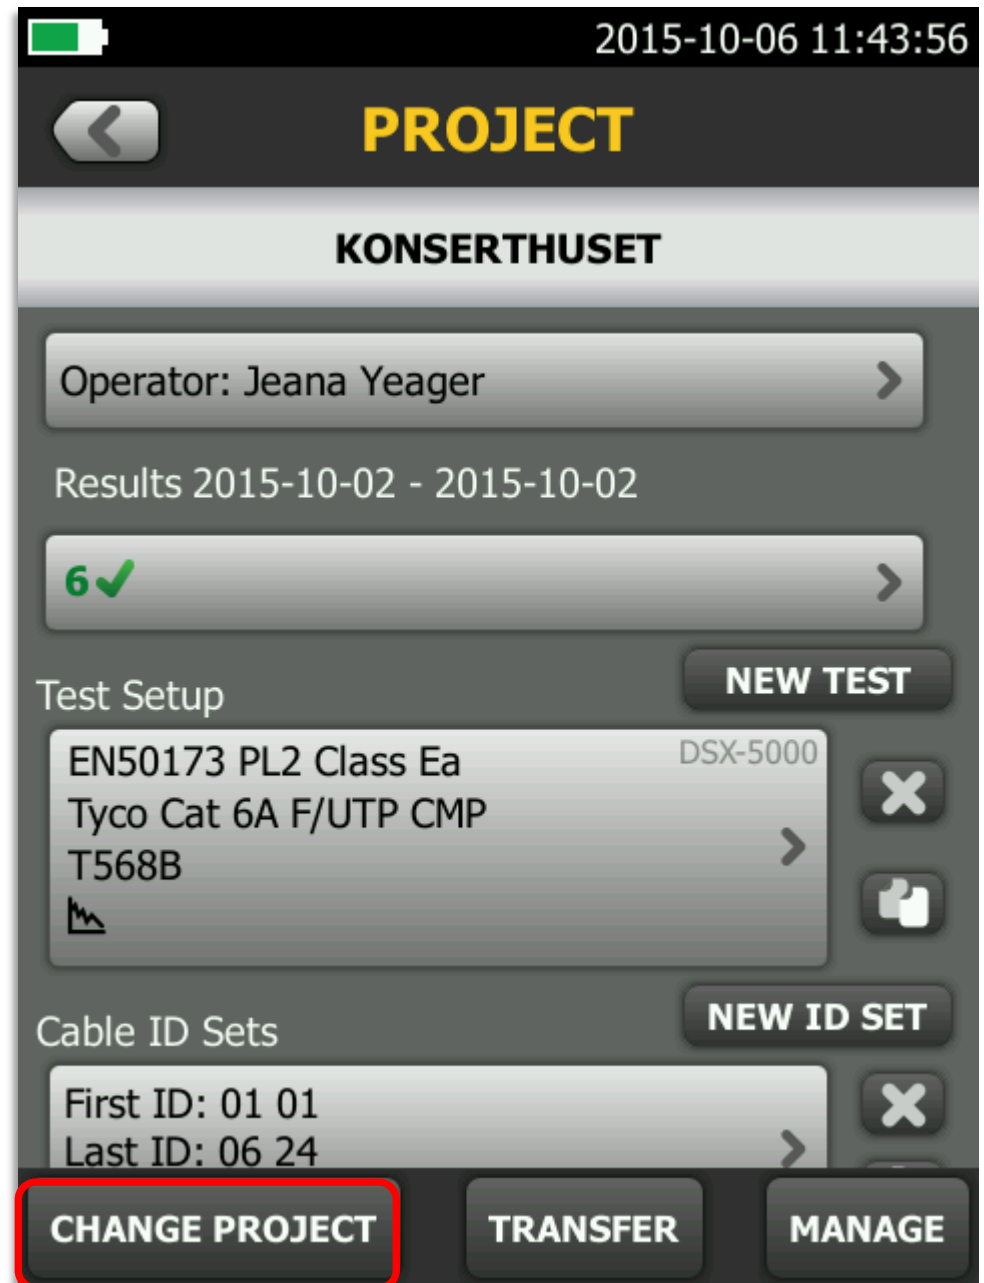 2015-10-06 11:43:56
PROJECT
KONSERTHUSET
Operator: Jeana Yeager
Results 2015-10-02 - 2015-10-02
6
NEW TEST
Test Setup
EN50173 PL2 Class Ea
DSX-5000
Tyco Cat 6A F/UTP CMP
T568B
NEW ID SET
Cable ID Sets
First ID: 01 01
Last ID: 06 24
CHANGE PROJECT
TRANSFER
MANAGE